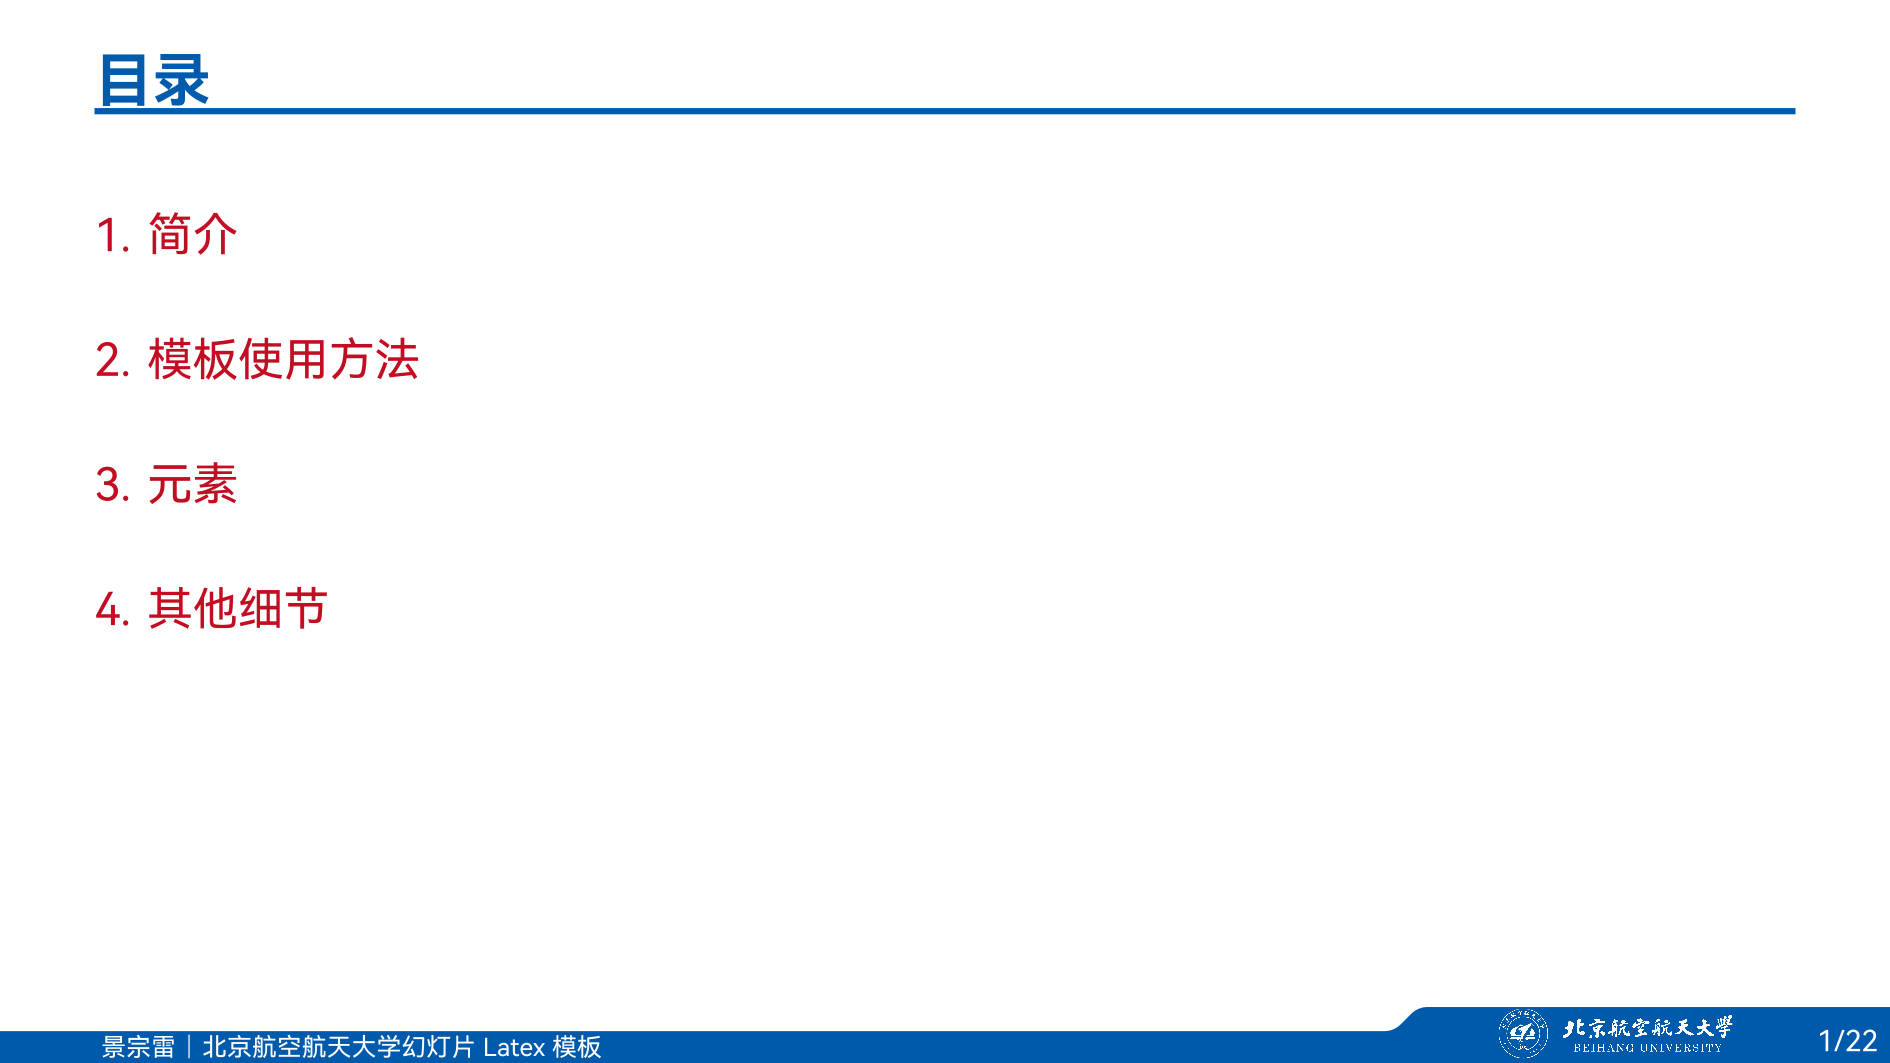 目录
1. 简介
2. 模板使用方法
3. 元素
4. 其他细节
景宗雷｜北京航空航天大学幻灯片 Latex 模板
北京航空航天大學
BEIHANG UNIVERSITY
1/22